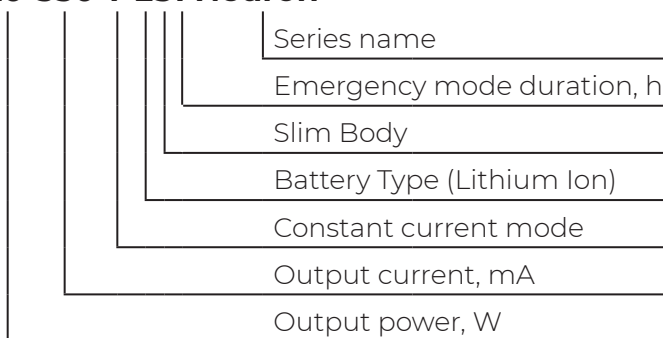 Series name
Emergency mode duration, h
Slim Body
Battery Type (Lithium Ion)
Constant current mode
Output current, mA
Output power, W